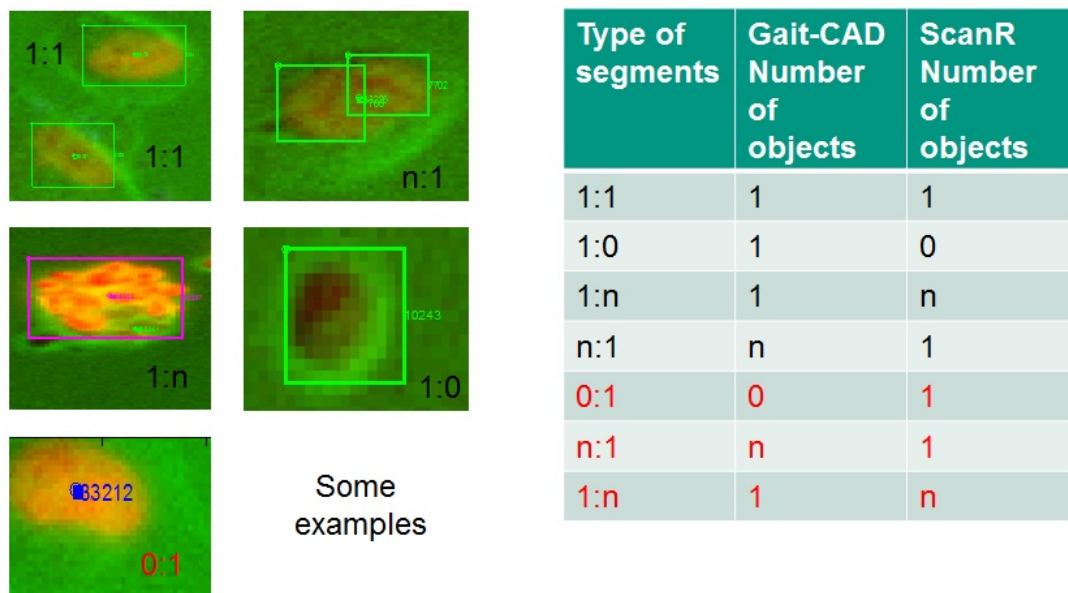 1:1
1:1
7702
n:1
1:n
10243
1:0
33212
0:1
Some
examples
Type of segments Gait-CAD Number of objects ScanR Number of objects
1:1 1 1
1:0 1 0
1:n 1 n
n:1 n 1
0:1 0 1
n:1 n 1
1:n 1 n